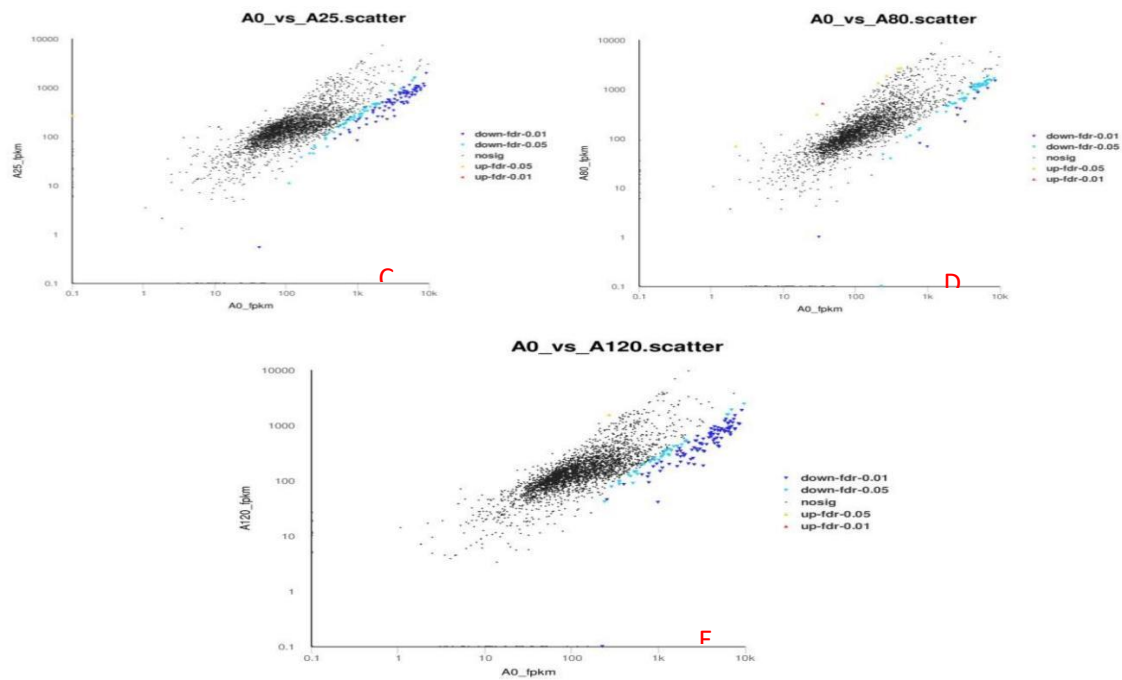 A0_vs_A25.scatter
10000
1000
100
10
1
0.1
A25_fpkm
0.1 1 10 100 1k 10k
A0_fpkm
down-fdr-0.01
down-fdr-0.05
nosig
up-fdr-0.05
up-fdr-0.01
C
A0_vs_A80.scatter
10000
1000
100
10
1
0.1
A80_fpkm
0.1 1 10 100 1k 10k
A0_fpkm
down-fdr-0.01
down-fdr-0.05
nosig
up-fdr-0.05
up-fdr-0.01
D
A0_vs_A120.scatter
10000
1000
100
10
1
0.1
A120_fpkm
0.1 1 10 100 1k 10k
A0_fpkm
down-fdr-0.01
down-fdr-0.05
nosig
up-fdr-0.05
up-fdr-0.01